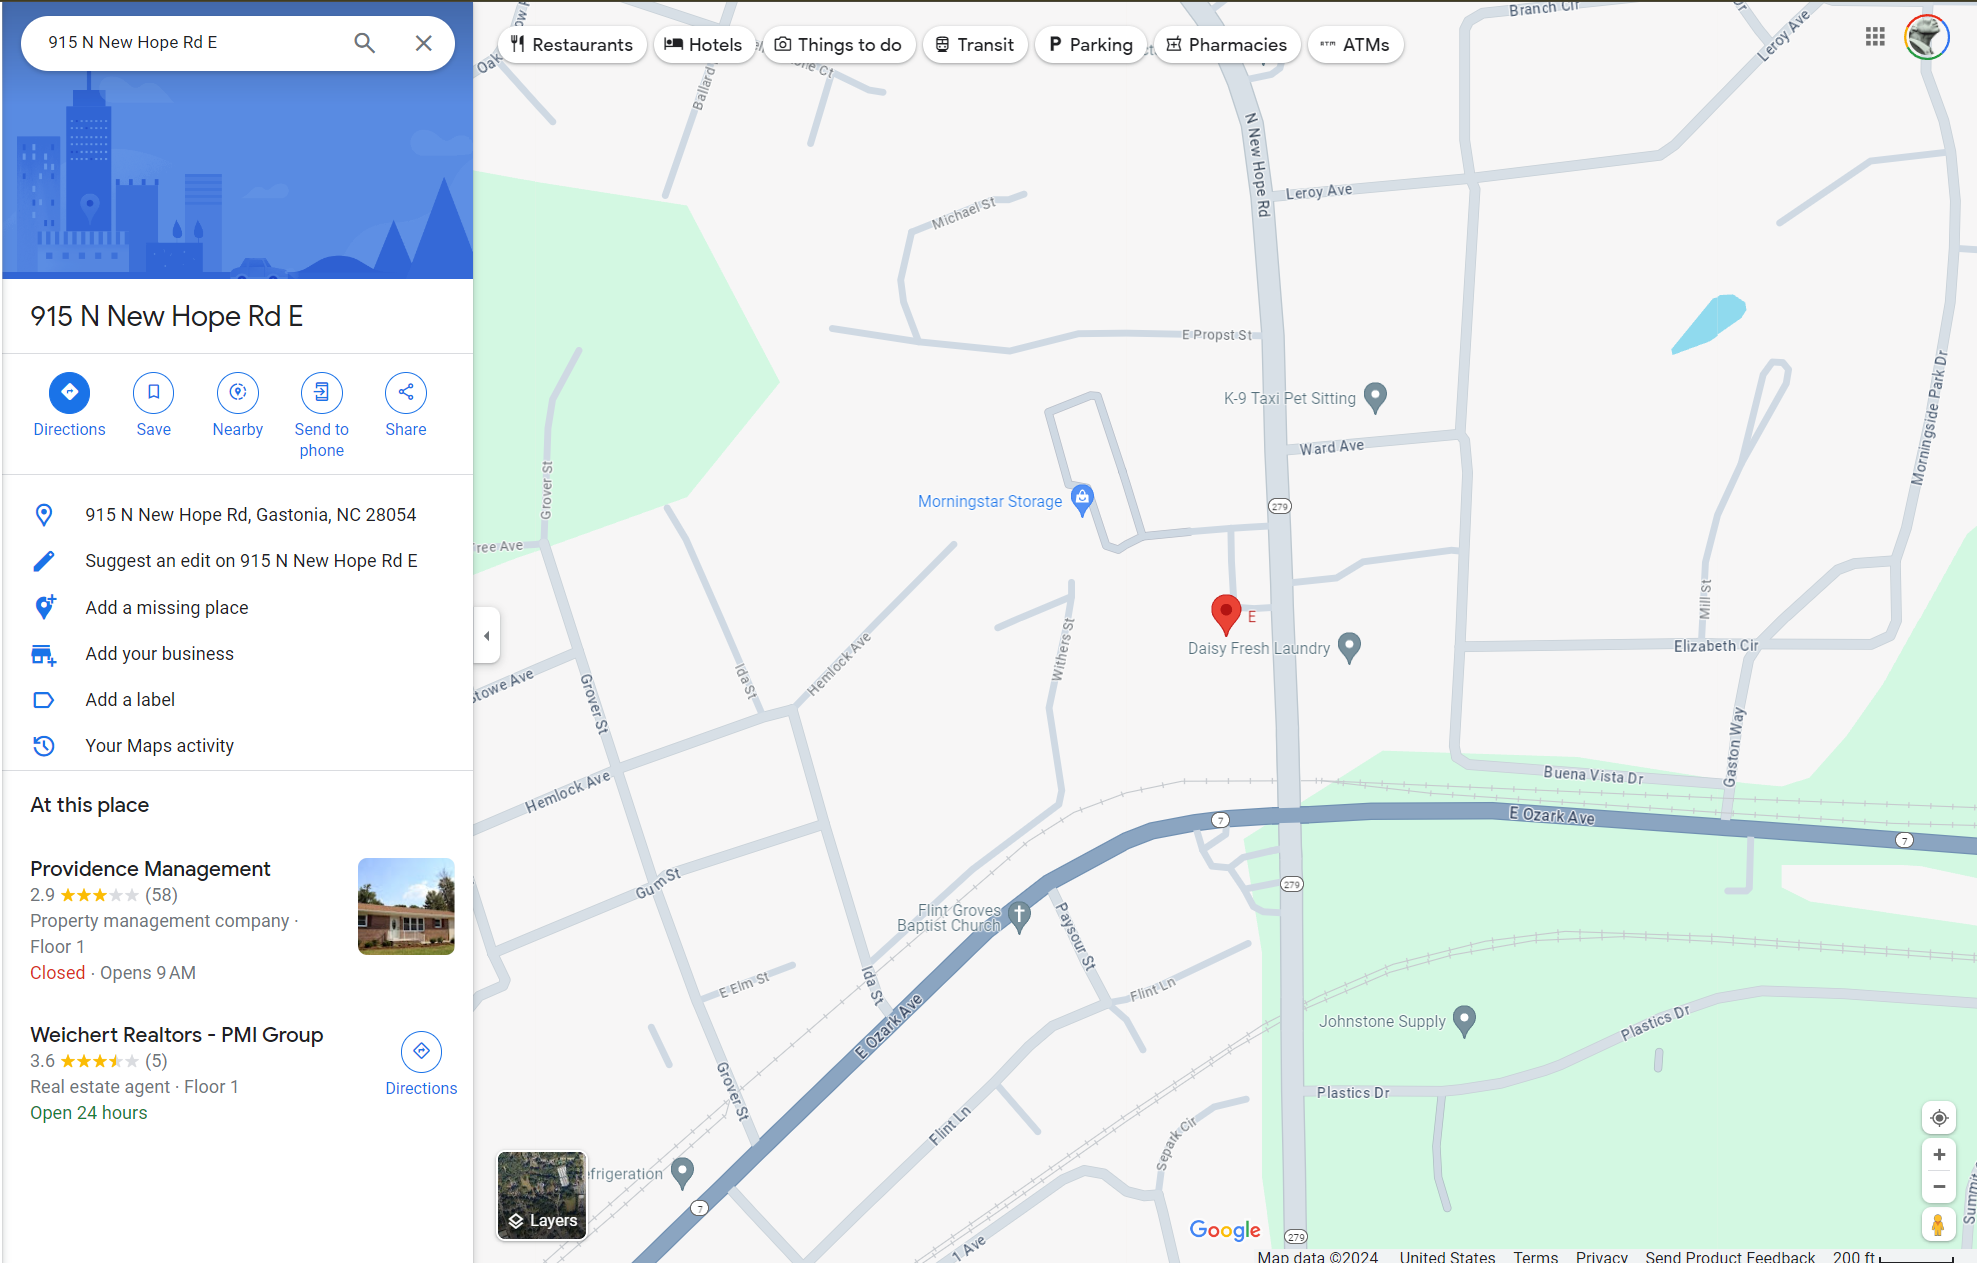 915 N New Hope Rd E
Restaurants
Hotels
Things to do
Transit
Parking
Pharmacies
ATMs
915 N New Hope Rd E
Directions
Save
Nearby
Send to
phone
Share
915 N New Hope Rd, Gastonia, NC 28054
Suggest an edit on 915 N New Hope Rd E
Add a missing place
Add your business
Add a label
Your Maps activity
At this place
Providence Management
2.9 (58)
Property management company ·
Floor 1
Closed · Opens 9 AM
Weichert Realtors - PMI Group
3.6 (5)
Real estate agent · Floor 1
Open 24 hours
Directions
Branch Cir
Leroy Ave
Dr
Oak
Ballard
Ct
N New Hope Rd
Leroy Ave
Michael St
E Propst St
K-9 Taxi Pet Sitting
Morningside Park Dr
Ward Ave
Grover St
Morningstar Storage
279
ree Ave
Mill St
E
Daisy Fresh Laundry
Elizabeth Cir
Withers St
Hemlock Ave
Ida St
towe Ave
Grover St
Gaston Way
Buena Vista Dr
Hemlock Ave
7
E Ozark Ave
7
Gum St
279
Flint Groves
Baptist Church
Paysour St
E Elm St
Ida St
Flint Ln
E Ozark Ave
Johnstone Supply
Plastics Dr
Grover St
Plastics Dr
Flint Ln
Separk Cir
efrigeration
7
Layers
Summit
Google
279
1 Ave
Map data ©2024
United States
Terms
Privacy
Send Product Feedback
200 ft